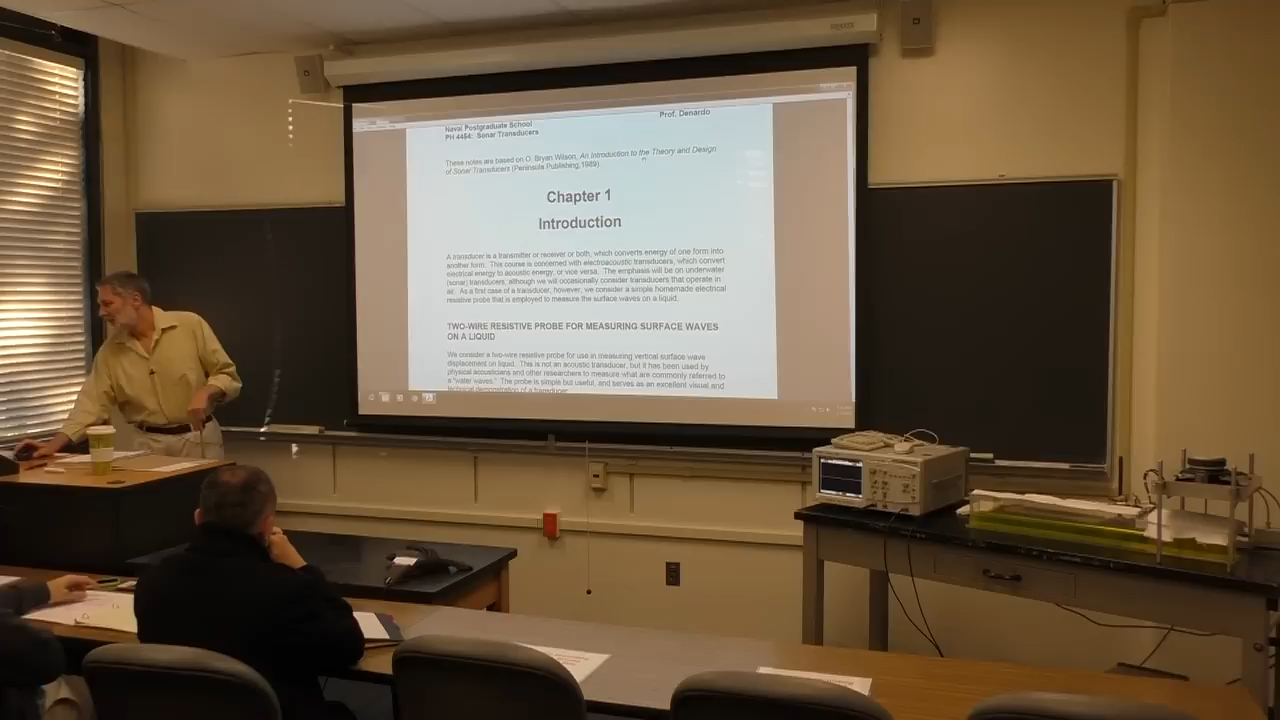 Prof. Denardo
Naval Postgraduate School
PH 4454: Sonar Transducers
These notes are based on O. Bryan Wilson, An Introduction to the Theory and Design
of Sonar Transducers (Peninsula Publishing, 1989).
Chapter 1
Introduction
A transducer is a transmitter or receiver or both, which converts energy of one form into
another form. This course is concerned with electroacoustic transducers, which convert
electrical energy to acoustic energy, or vice versa. The emphasis will be on underwater
(sonar) transducers, although we will occasionally consider transducers that operate in
air. As a first case of a transducer, however, we consider a simple homemade electrical
resistive probe that is employed to measure the surface waves on a liquid.
TWO-WIRE RESISTIVE PROBE FOR MEASURING SURFACE WAVES
ON A LIQUID
We consider a two-wire resistive probe for use in measuring vertical surface wave
displacement on liquid. This is not an acoustic transducer, but it has been used by
physical acousticians and other researchers to measure what are commonly referred to
a "water waves." The probe is simple but useful, and serves as an excellent visual and
technical demonstration of a transducer.